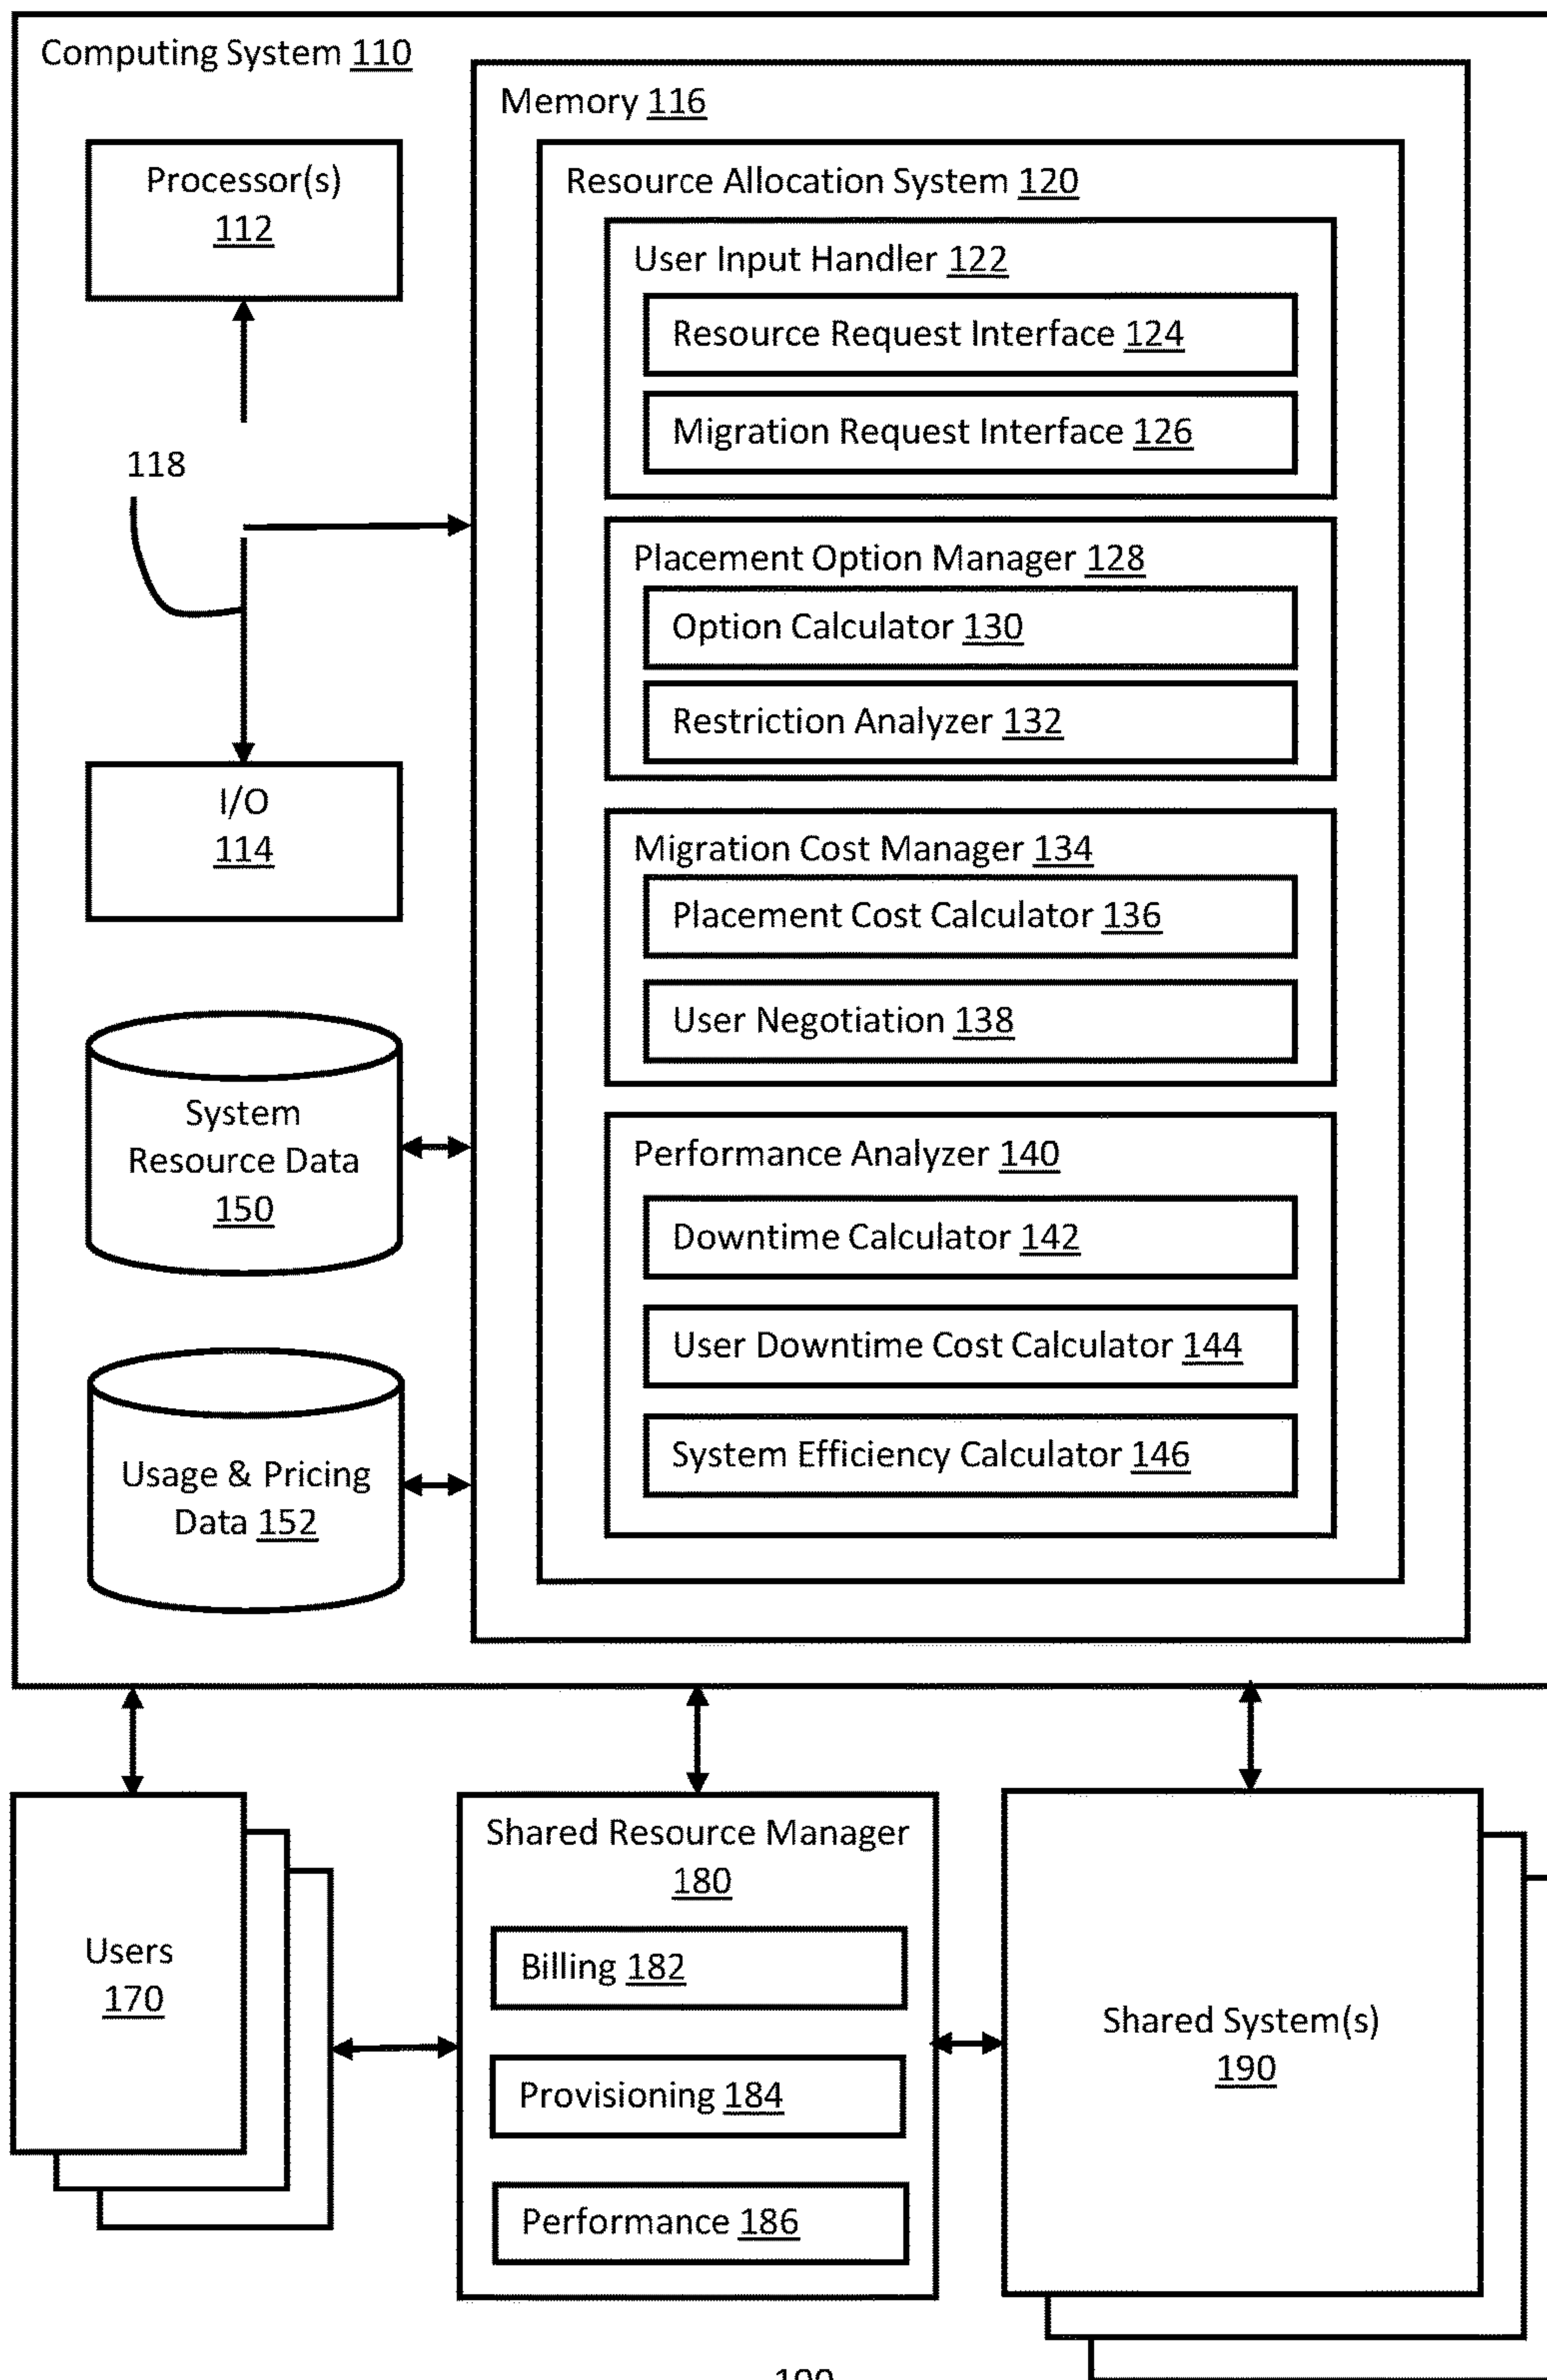 Computing System 110
Memory 116
Processor(s)
112
Resource Allocation System 120
User Input Handler 122
Resource Request Interface 124
Migration Request Interface 126
118
Placement Option Manager 128
Option Calculator 130
Restriction Analyzer 132
I/O
114
Migration Cost Manager 134
Placement Cost Calculator 136
User Negotiation 138
System
Resource Data
150
Performance Analyzer 140
Downtime Calculator 142
User Downtime Cost Calculator 144
System Efficiency Calculator 146
Usage & Pricing
Data 152
Users
170
Shared Resource Manager
180
Billing 182
Provisioning 184
Performance 186
Shared System(s)
190